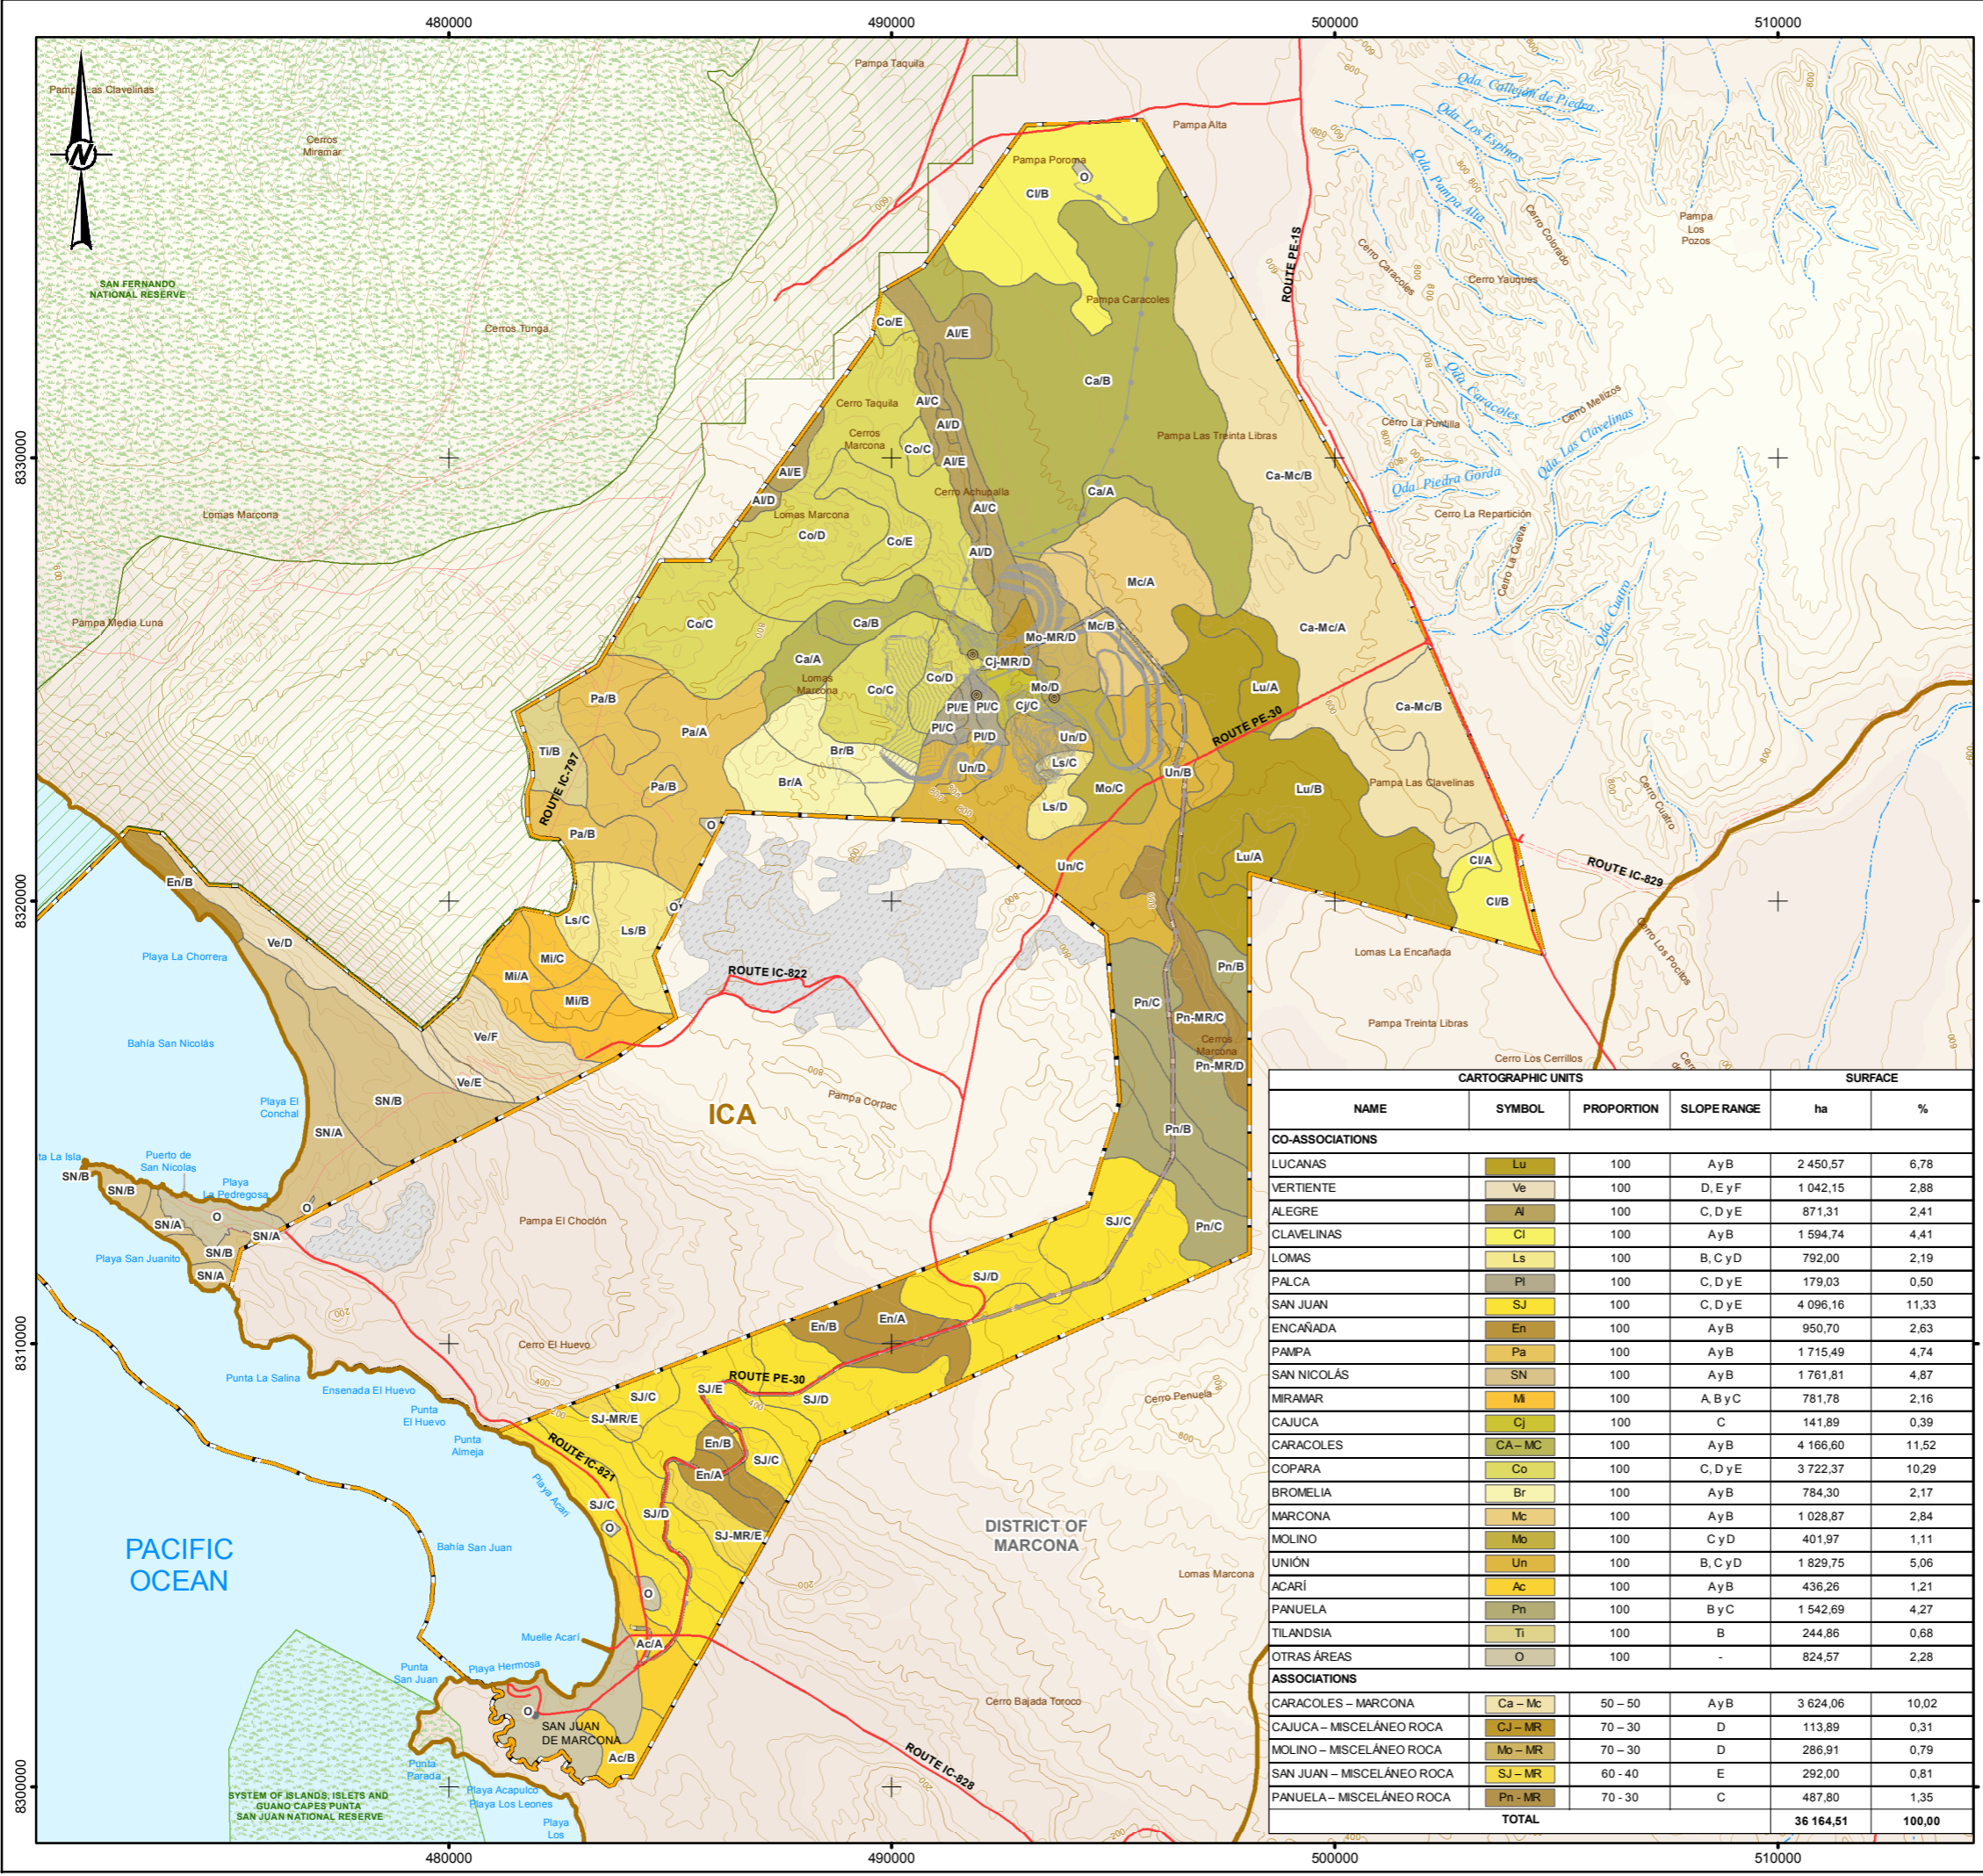 480000
490000
500000
510000
Pampa Taquila
Pampa Las Clavelinas
Cerros
Miramar
N
Pampa Alta
Pampa Poroma
O
Cl/B
Qda. Callejón de Piedra
Qda. Los Espinos
Qda. Pampa Alta
Cerro Colorado
Pampa
Los
Pozos
Cerro Caracoles
Cerro Yauques
ROUTE PE-1S
SAN FERNANDO
NATIONAL RESERVE
Cerros Tunga
Pampa Caracoles
Co/E
Al/E
Ca/B
Cerro Taquila
Al/C
Cerros
Marcona
Al/D
Co/C
Al/E
Pampa Las Treinta Libras
Qda. Caracoles
Cerro Mellizos
Cerro La Puntilla
Qda. Las Clavelinas
Qda. Piedra Gorda
8330000
Al/E
Al/D
Cerro Achupalla
Ca/A
Ca-Mc/B
Al/C
Lomas Marcona
Lomas Marcona
Cerro La Repartición
Cerro La Cueva
Co/D
Co/E
Al/D
Mc/A
Qda. Cuatro
Pampa Media Luna
Co/C
800
Ca/B
Mc/B
Ca-Mc/A
Mo-MR/D
Ca/A
Cj-MR/D
Lomas
Marcona
Co/D
Co/C
Mo/D
Lu/A
Pa/B
Pl/E
Pl/C
Cj/C
Ca-Mc/B
Pl/C
Pa/A
Pl/D
Un/D
ROUTE PE-30
600
Ti/B
Br/B
Ls/C
Un/D
Un/B
ROUTE IC-797
Br/A
Pa/B
Mo/C
Lu/B
Pampa Las Clavelinas
Cerro Cuatro
Ls/D
O
Pa/B
Un/C
Lu/A
Cl/A
ROUTE IC-829
En/B
Cl/B
8320000
O
Ls/C
Ls/B
Ve/D
Playa La Chorrera
Mi/C
Mi/A
Mi/B
ROUTE IC-822
Pn/B
Lomas La Encañada
Cerro Los Pocitos
Pn/C
Pn-MR/C
Pampa Treinta Libras
Ve/F
Bahía San Nicolás
Cerros
Marcona
Cerro Los Cerrillos
Pn-MR/D
Ve/E
Playa El
Conchal
SN/B
Pampa Corpac
ICA
SN/A
Pn/B
ta La Isla
Puerto de
San Nicolas
SN/B
SN/B
Playa
La Pedregosa
O
SN/A
O
SN/A
SN/B
Playa San Juanito
SN/A
Pampa El Choclón
SJ/C
Pn/C
SJ/D
200
En/B
En/A
8310000
Cerro El Huevo
Punta La Salina
400
Ensenada El Huevo
ROUTE PE-30
SJ/E
SJ/C
SJ/D
Cerro Penuela
Punta
El Huevo
SJ-MR/E
Punta
Almeja
ROUTE IC-821
En/B
SJ/C
En/A
Playa Acarí
SJ/C
SJ/D
O
SJ-MR/E
DISTRICT OF
MARCONA
PACIFIC
OCEAN
Bahía San Juan
Lomas Marcona
O
Muelle Acarí
Ac/A
Punta
San Juan
Playa Hermosa
Cerro Bajada Toroco
O
SAN JUAN
DE MARCONA
Ac/B
ROUTE IC-828
Punta
Parada
Playa Acapulco
Playa Los Leones
Playa
Los
SYSTEM OF ISLANDS, ISLETS AND
GUANO CAPES PUNTA
SAN JUAN NATIONAL RESERVE
8300000
CARTOGRAPHIC UNITS SURFACE
NAME SYMBOL PROPORTION SLOPE RANGE ha %
CO-ASSOCIATIONS
LUCANAS Lu 100 A y B 2 450,57 6,78
VERTIENTE Ve 100 D, E y F 1 042,15 2,88
ALEGRE Al 100 C, D y E 871,31 2,41
CLAVELINAS Cl 100 A y B 1 594,74 4,41
LOMAS Ls 100 B, C y D 792,00 2,19
PALCA Pl 100 C, D y E 179,03 0,50
SAN JUAN SJ 100 C, D y E 4 096,16 11,33
ENCAÑADA En 100 A y B 950,70 2,63
PAMPA Pa 100 A y B 1 715,49 4,74
SAN NICOLÁS SN 100 A y B 1 761,81 4,87
MIRAMAR Mi 100 A, B y C 781,78 2,16
CAJUCA Cj 100 C 141,89 0,39
CARACOLES CA – MC 100 A y B 4 166,60 11,52
COPARA Co 100 C, D y E 3 722,37 10,29
BROMELIA Br 100 A y B 784,30 2,17
MARCONA Mc 100 A y B 1 028,87 2,84
MOLINO Mo 100 C y D 401,97 1,11
UNIÓN Un 100 B, C y D 1 829,75 5,06
ACARÍ Ac 100 A y B 436,26 1,21
PANUELA Pn 100 B y C 1 542,69 4,27
TILANDSIA Ti 100 B 244,86 0,68
OTRAS ÁREAS O 100 - 824,57 2,28
ASSOCIATIONS
CARACOLES – MARCONA Ca – Mc 50 – 50 A y B 3 624,06 10,02
CAJUCA – MISCELÁNEO ROCA CJ – MR 70 – 30 D 113,89 0,31
MOLINO – MISCELÁNEO ROCA Mo – MR 70 – 30 D 286,91 0,79
SAN JUAN – MISCELÁNEO ROCA SJ – MR 60 - 40 E 292,00 0,81
PANUELA – MISCELÁNEO ROCA Pn - MR 70 - 30 C 487,80 1,35
TOTAL 36 164,51 100,00
480000
490000
500000
510000